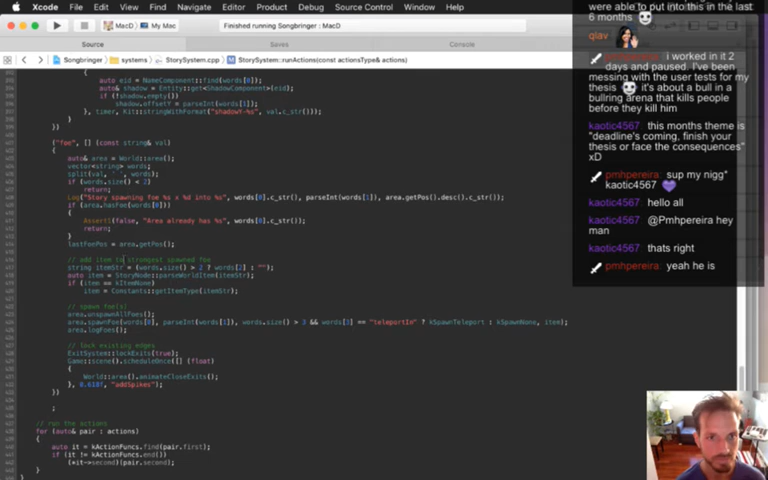 Xcode File Edit View Find Navigate Editor Product Debug Source Control Window Help
MacD My Mac
Finished running Songbringer : MacD
Source
Saves
Console
Songbringer systems StorySystem.cpp StorySystem::runActions(const actionsType& actions)
auto eid = NameComponent::find(words[0]);
auto& shadow = Entity::get<ShadowComponent>(eid);
if (!shadow.empty())
shadow.offsetY = parseInt(words[1]);
}, timer, Kit::stringWithFormat("shadowY-%s", val.c_str());
}})
{"foo", [] (const string& val)
{
auto& area = World::area();
vector<string> words;
split(val, ' ', words);
if (words.size() < 2)
return;
Log("Story spawning foe %s x %d into %s", words[0].c_str(), parseInt(words[1]), area.getPos().desc().c_str());
if (area.hasFoe(words[0]))
{
AssertS(false, "Area already has %s", words[0].c_str());
return;
}
lastFoePos = area.getPos();
// add item to strongest spawned foe
string itemStr = (words.size() > 2 ? words[2] : "");
auto item = StoryNode::parseWorldItem(itemStr);
if (item == kItemNone)
item = Constants::getItemType(itemStr);
// spawn foe(s)
area.unspawnAllFoes();
area.spawnFoe(words[0], parseInt(words[1]), words.size() > 3 && words[3] == "teleportIn" ? kSpawnTeleport : kSpawnNone, item);
area.logFoes();
// lock existing edges
ExitSystem::lockExits(true);
Game::scene().scheduleOnce([] (float)
{
World::area().animateCloseExits();
}, 0.618f, "addSpikes");
}})
;
// run the actions
for (auto& pair : actions)
{
auto it = kActionFuncs.find(pair.first);
if (it != kActionFuncs.end())
(*it->second)(pair.second);
}
were able to put into this in the last
6 months
qlav
i worked in it 2
days and paused. I've been
messing with the user tests for my
thesis it's about a bull in a
bullring arena that kills people
before they kill him
kaotic4567 this months theme is
"deadline's coming, finish your
thesis or face the consequences"
xD
pmhpereira: sup my nigg*
kaotic4567
kaotic4567: hello all
kaotic4567: @Pmhpereira hey
man
kaotic4567: thats right
pmhpereira: yeah he is